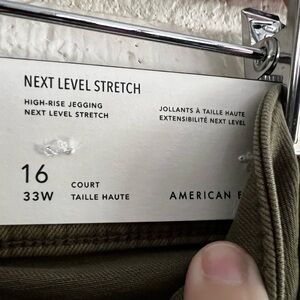 NEXT LEVEL STRETCH
HIGH-RISE JEGGING
NEXT LEVEL STRETCH
JOLLANTS À TAILLE HAUTE
EXTENSIBILITÉ NEXT LEVEL
16
33W
COURT
TAILLE HAUTE
AMERICAN E